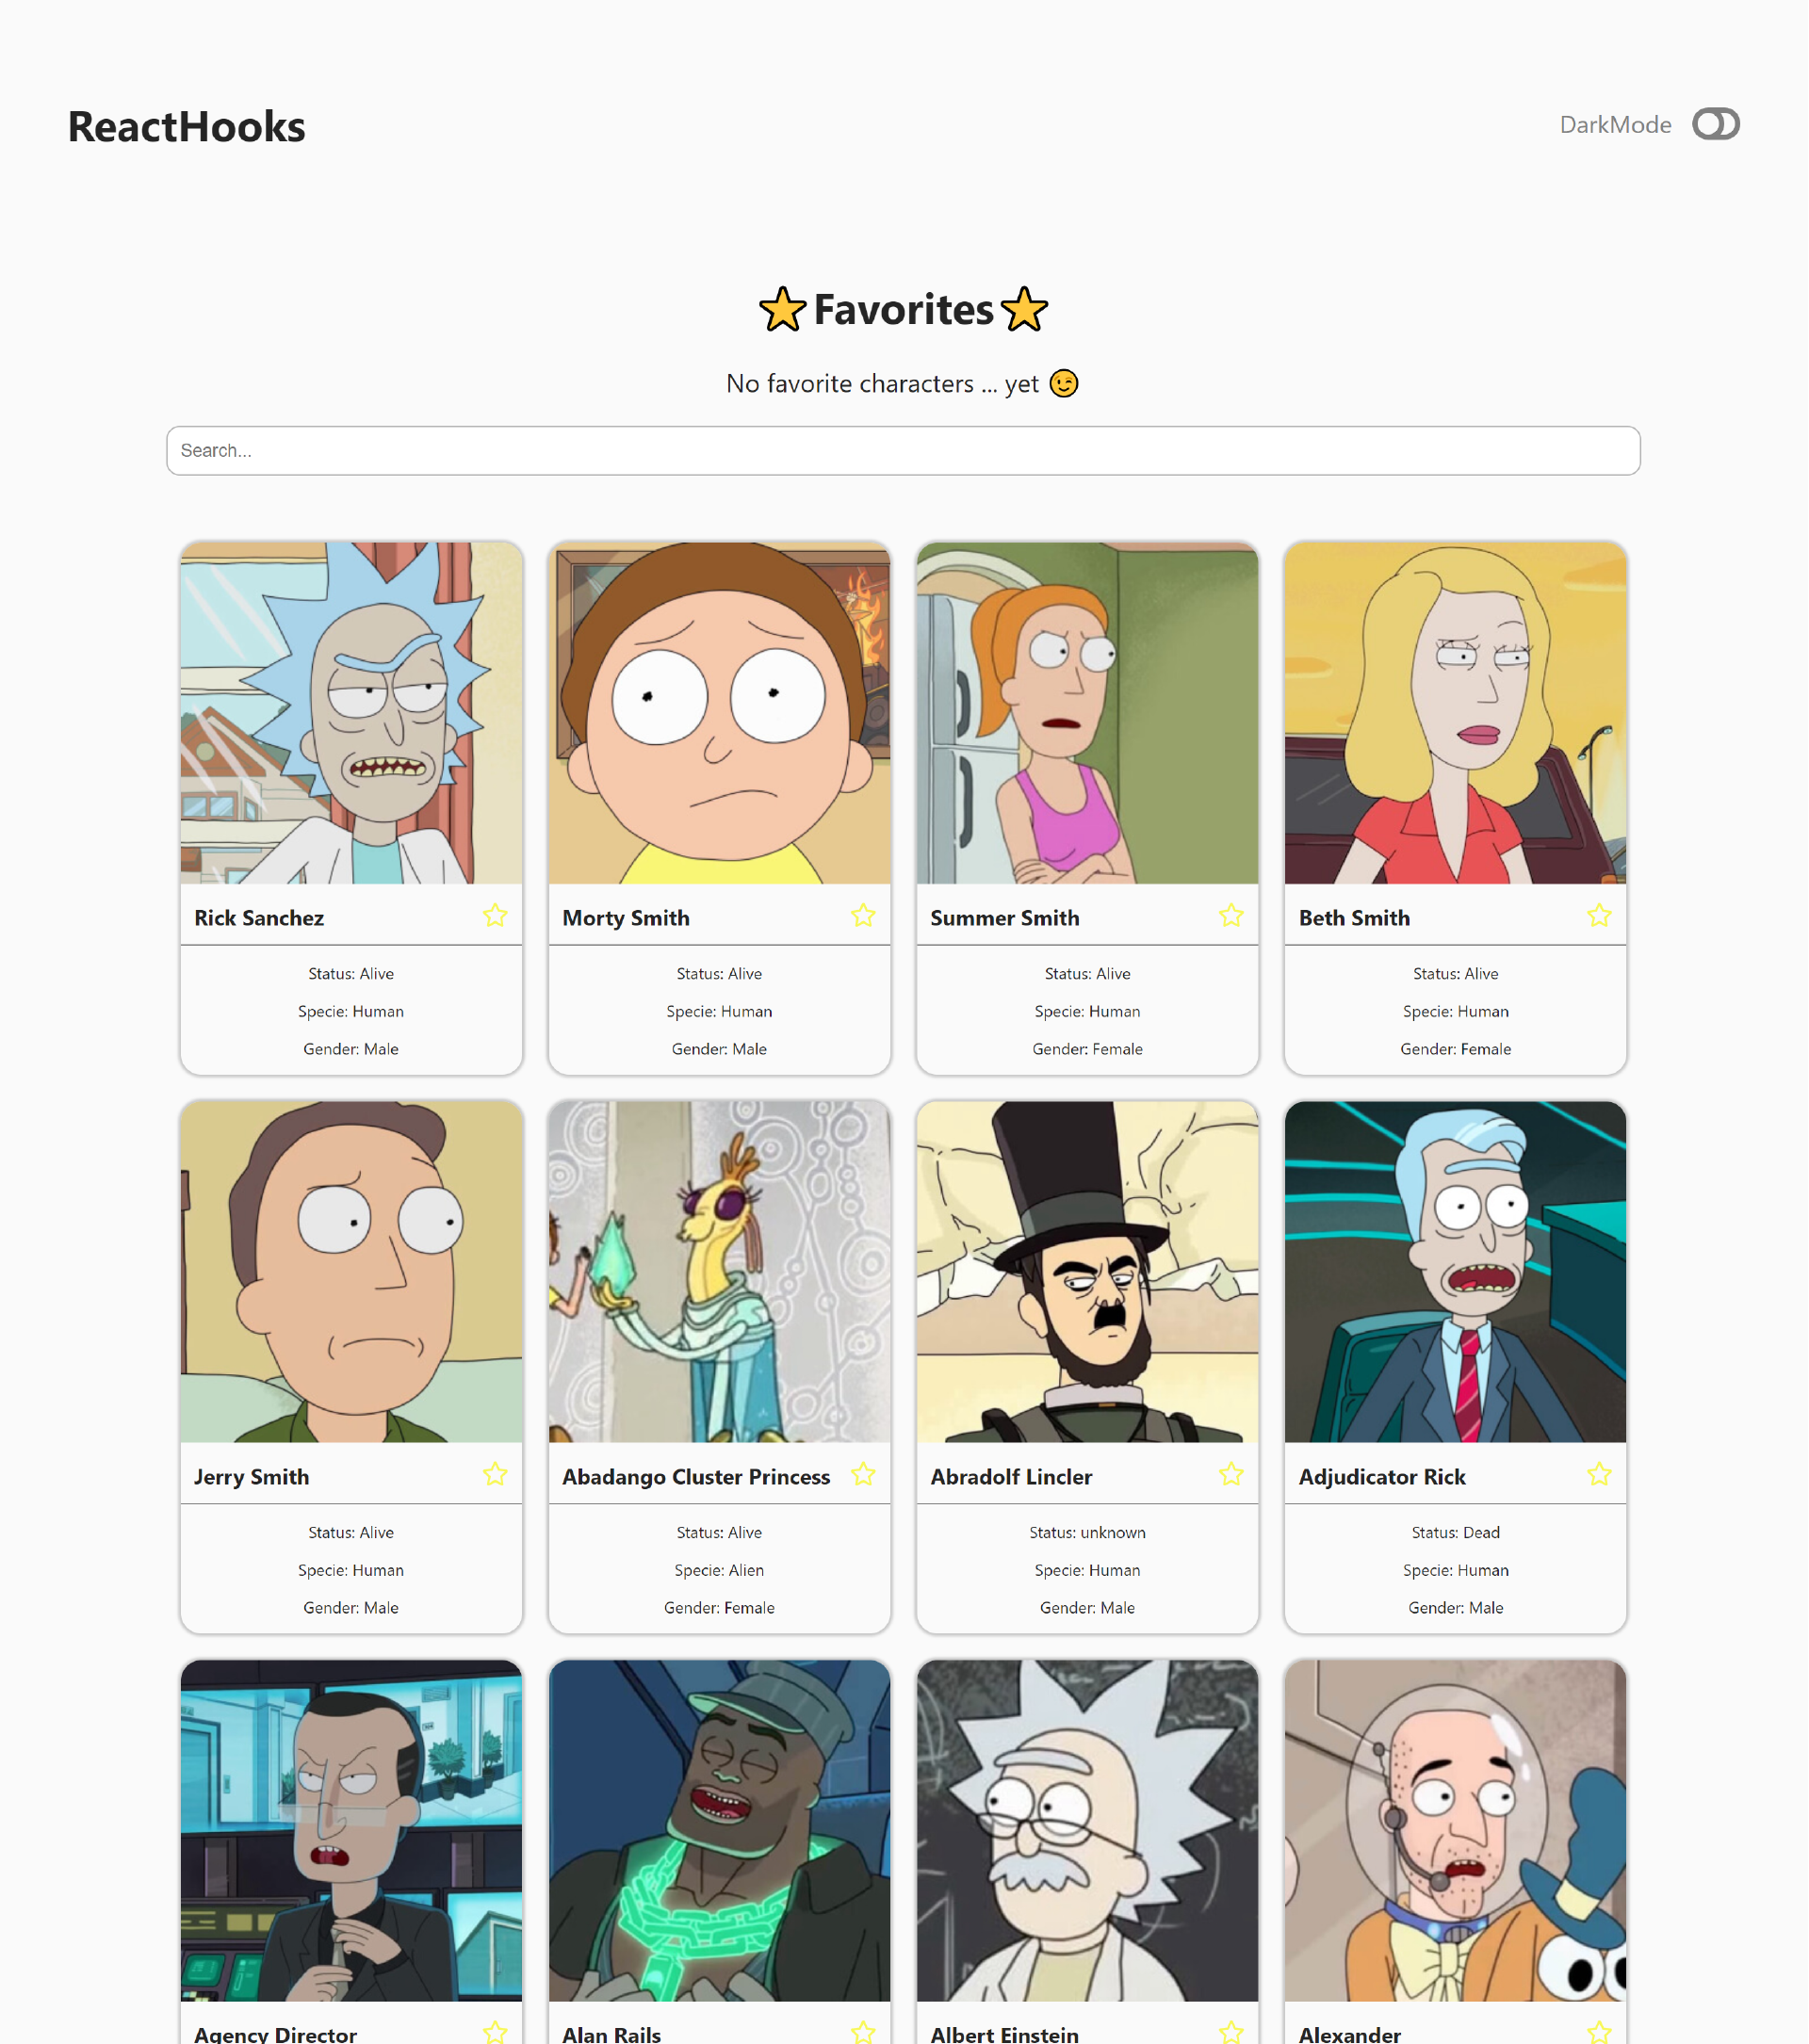 ReactHooks
DarkMode
⭐Favorites⭐
No favorite characters ... yet 😉
Search...
Rick Sanchez
Status: Alive
Specie: Human
Gender: Male
Morty Smith
Status: Alive
Specie: Human
Gender: Male
Summer Smith
Status: Alive
Specie: Human
Gender: Female
Beth Smith
Status: Alive
Specie: Human
Gender: Female
Jerry Smith
Status: Alive
Specie: Human
Gender: Male
Abadango Cluster Princess
Status: Alive
Specie: Alien
Gender: Female
Abradolf Lincler
Status: unknown
Specie: Human
Gender: Male
Adjudicator Rick
Status: Dead
Specie: Human
Gender: Male
Agency Director
Alan Rails
Albert Einstein
Alexander